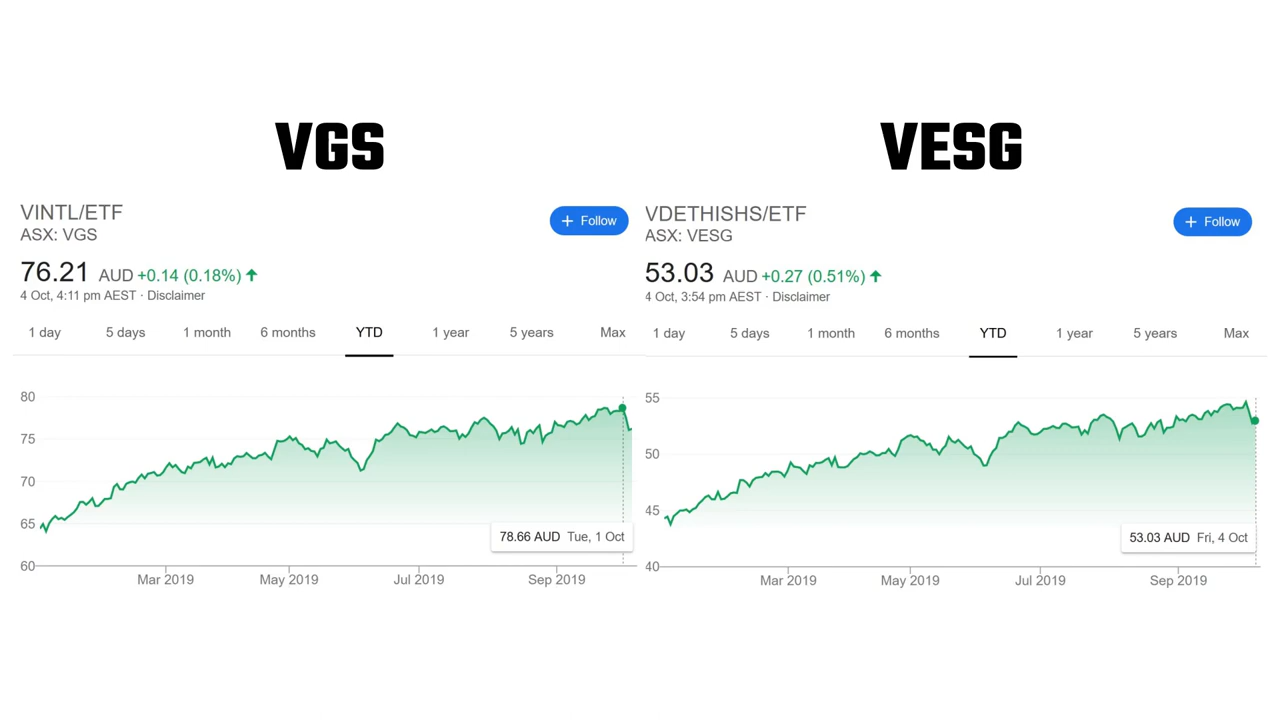 VGS
VINTL/ETF
ASX: VGS
+ Follow
76.21 AUD +0.14 (0.18%) ↑
4 Oct, 4:11 pm AEST · Disclaimer
1 day 5 days 1 month 6 months YTD 1 year 5 years Max
80
75
70
65
60
78.66 AUD Tue, 1 Oct
Mar 2019 May 2019 Jul 2019 Sep 2019
VESG
VDETHISHS/ETF
ASX: VESG
+ Follow
53.03 AUD +0.27 (0.51%) ↑
4 Oct, 3:54 pm AEST · Disclaimer
1 day 5 days 1 month 6 months YTD 1 year 5 years Max
55
50
45
40
53.03 AUD Fri, 4 Oct
Mar 2019 May 2019 Jul 2019 Sep 2019